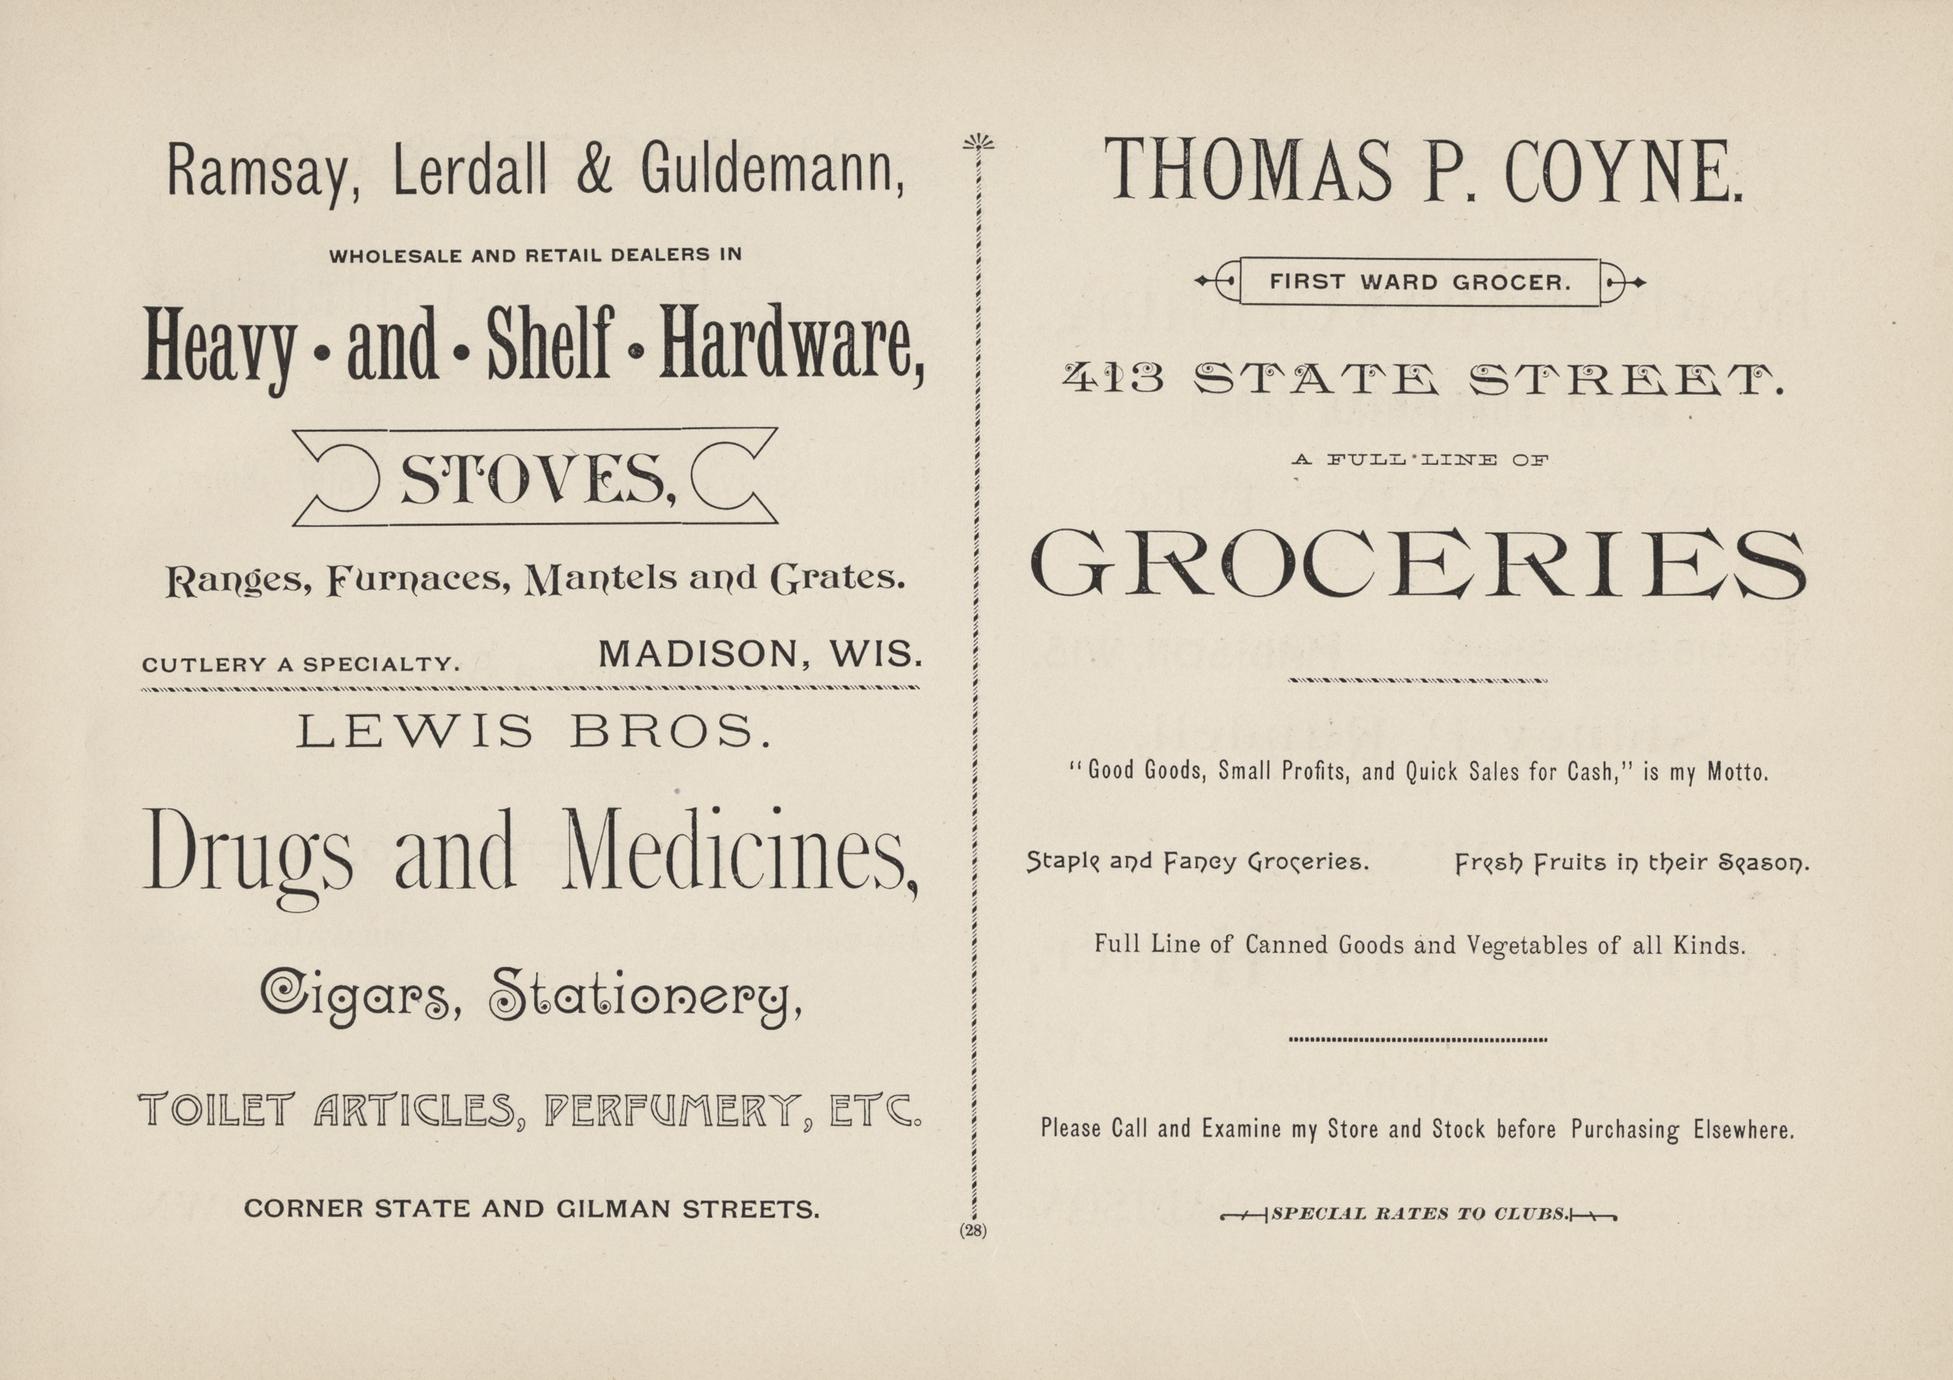 Ramsay, Lerdall & Guldemann,
WHOLESALE AND RETAIL DEALERS IN
Heavy • and • Shelf • Hardware,
STOVES,
Ranges, Furnaces, Mantels and Grates.
CUTLERY A SPECIALTY. MADISON, WIS.
LEWIS BROS.
Drugs and Medicines,
Cigars, Stationery,
TOILET ARTICLES, PERFUMERY, ETC.
CORNER STATE AND GILMAN STREETS.
(28)
THOMAS P. COYNE.
FIRST WARD GROCER.
413 STATE STREET.
A FULL LINE OF
GROCERIES
“Good Goods, Small Profits, and Quick Sales for Cash,” is my Motto.
Staple and Fancy Groceries. Fresh Fruits in their Season.
Full Line of Canned Goods and Vegetables of all Kinds.
Please Call and Examine my Store and Stock before Purchasing Elsewhere.
SPECIAL RATES TO CLUBS.